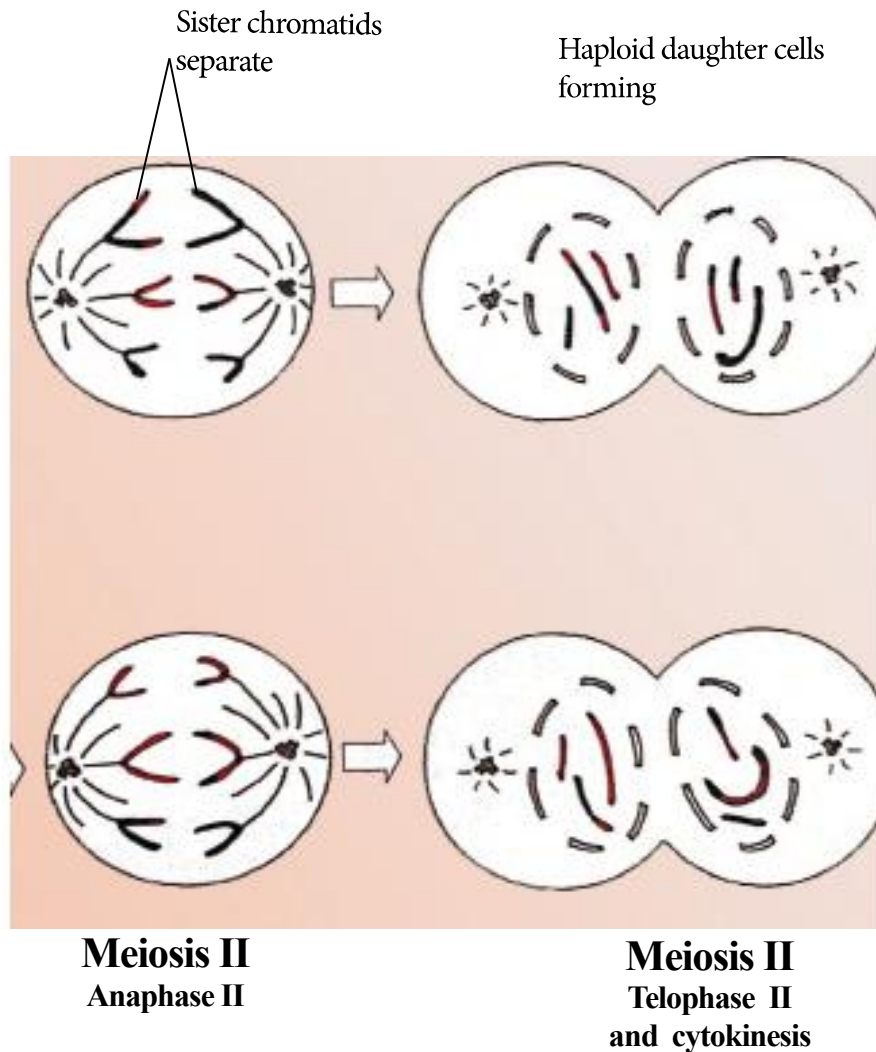 Sister chromatids
separate
Haploid daughter cells
forming
Meiosis II
Anaphase II
Meiosis II
Telophase II
and cytokinesis